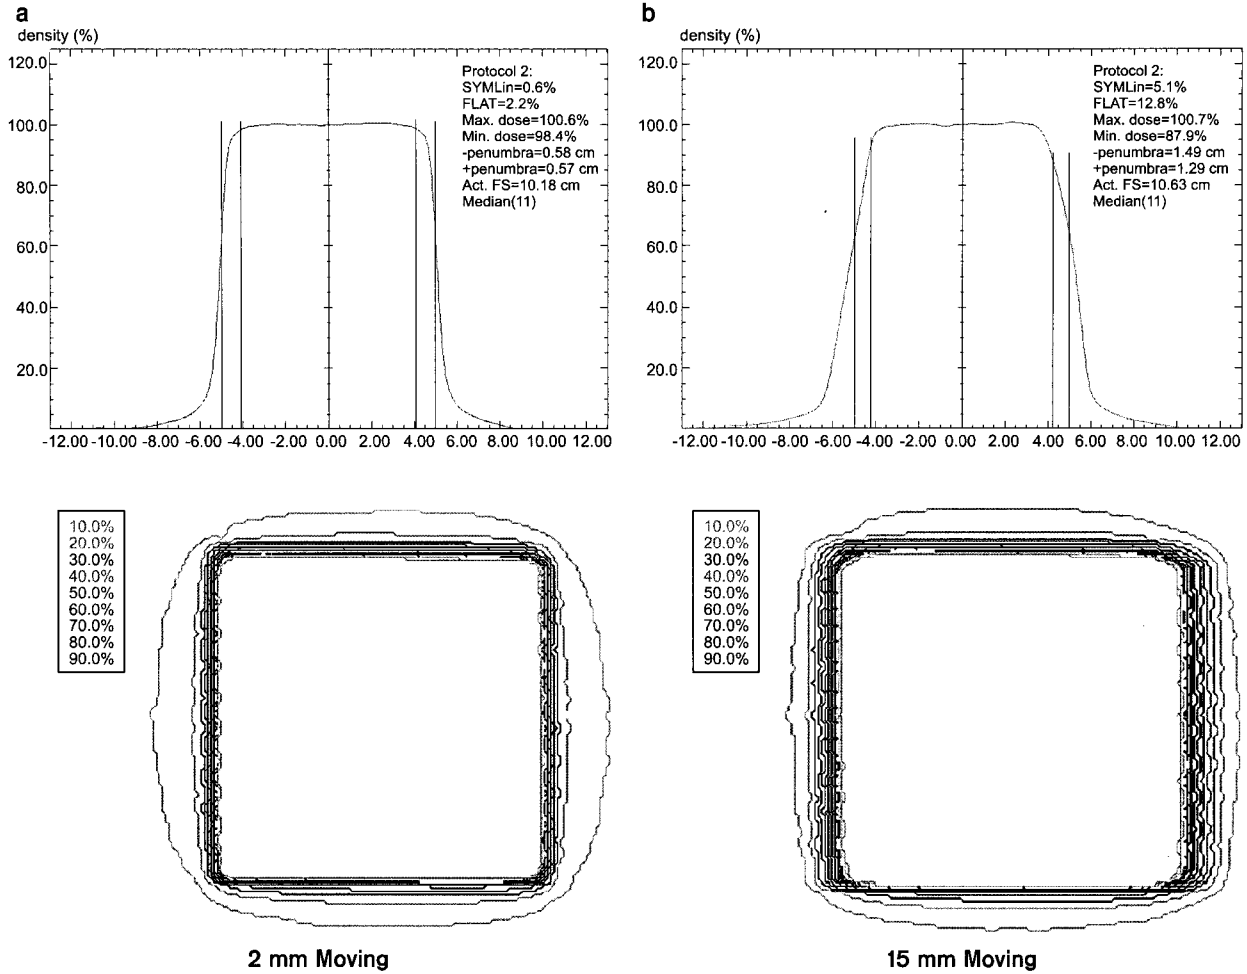 a
density (%)
120.0
100.0
80.0
60.0
40.0
20.0
-12.00 -10.00 -8.00 -6.00 -4.00 -2.00 0.00 2.00 4.00 6.00 8.00 10.00 12.00
Protocol 2:
SYMLin=0.6%
FLAT=2.2%
Max. dose=100.6%
Min. dose=98.4%
-penumbra=0.58 cm
+penumbra=0.57 cm
Act. FS=10.18 cm
Median(11)
b
density (%)
120.0
100.0
80.0
60.0
40.0
20.0
-12.00 -10.00 -8.00 -6.00 -4.00 -2.00 0.00 2.00 4.00 6.00 8.00 10.00 12.00
Protocol 2:
SYMLin=5.1%
FLAT=12.8%
Max. dose=100.7%
Min. dose=87.9%
-penumbra=1.49 cm
+penumbra=1.29 cm
Act. FS=10.63 cm
Median(11)
10.0%
20.0%
30.0%
40.0%
50.0%
60.0%
70.0%
80.0%
90.0%
2 mm Moving
10.0%
20.0%
30.0%
40.0%
50.0%
60.0%
70.0%
80.0%
90.0%
15 mm Moving